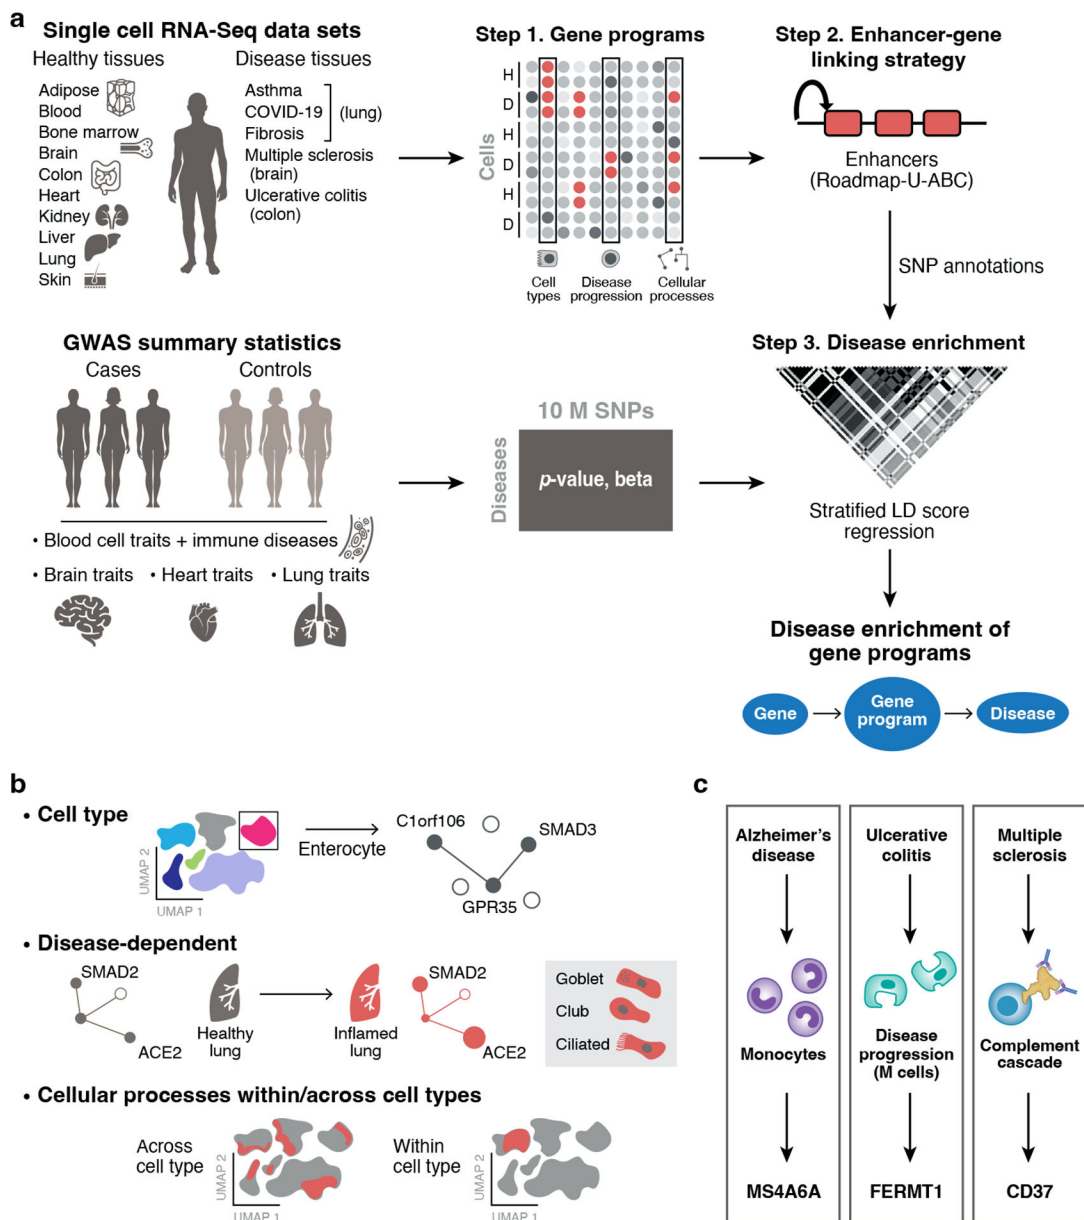 a
Single cell RNA-Seq data sets
Healthy tissues
Disease tissues
Adipose
Blood
Bone marrow
Brain
Colon
Heart
Kidney
Liver
Lung
Skin
Asthma
COVID-19
Fibrosis
(lung)
Multiple sclerosis
(brain)
Ulcerative colitis
(colon)
Step 1. Gene programs
Cells
H
D
H
D
H
D
Cell
types
Disease
progression
Cellular
processes
Step 2. Enhancer-gene
linking strategy
Enhancers
(Roadmap-U-ABC)
SNP annotations
GWAS summary statistics
Cases
Controls
• Blood cell traits + immune diseases
• Brain traits
• Heart traits
• Lung traits
10 M SNPs
Diseases
p-value, beta
Step 3. Disease enrichment
Stratified LD score
regression
Disease enrichment of
gene programs
Gene
Gene
program
Disease
b
• Cell type
UMAP 2
UMAP 1
Enterocyte
C1orf106
SMAD3
GPR35
• Disease-dependent
SMAD2
ACE2
Healthy
lung
Inflamed
lung
SMAD2
ACE2
Goblet
Club
Ciliated
• Cellular processes within/across cell types
Across
cell type
UMAP 2
UMAP 1
Within
cell type
UMAP 2
UMAP 1
c
Alzheimer's
disease
Monocytes
MS4A6A
Ulcerative
colitis
Disease
progression
(M cells)
FERMT1
Multiple
sclerosis
Complement
cascade
CD37